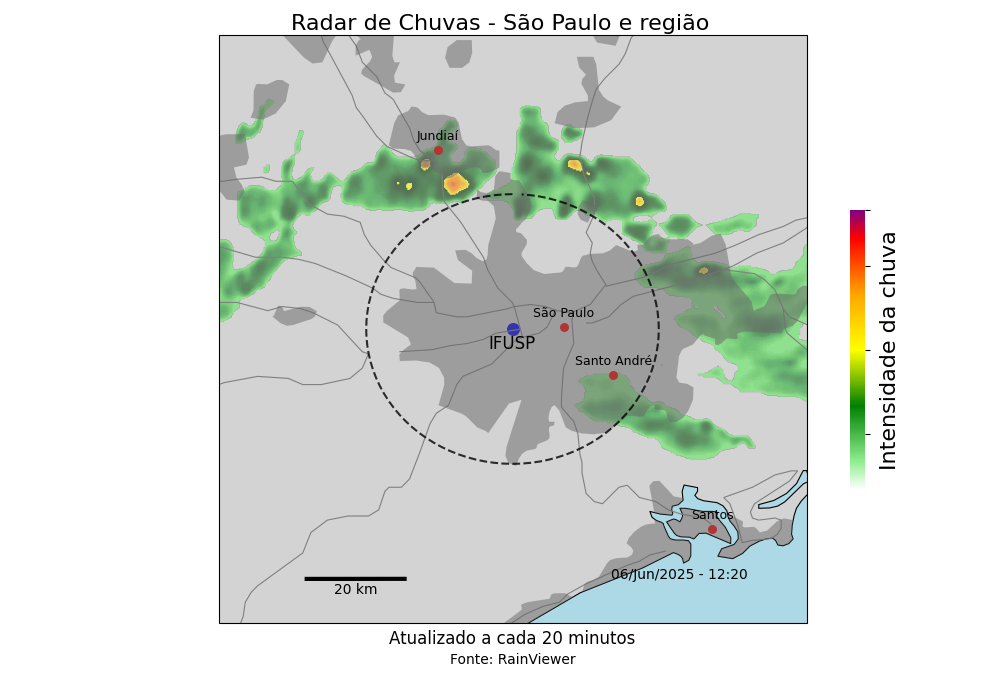 Radar de Chuvas - São Paulo e região
Jundiaí
São Paulo
IFUSP
Santo André
Intensidade da chuva
Santos
06/Jun/2025 - 12:20
20 km
Atualizado a cada 20 minutos
Fonte: RainViewer